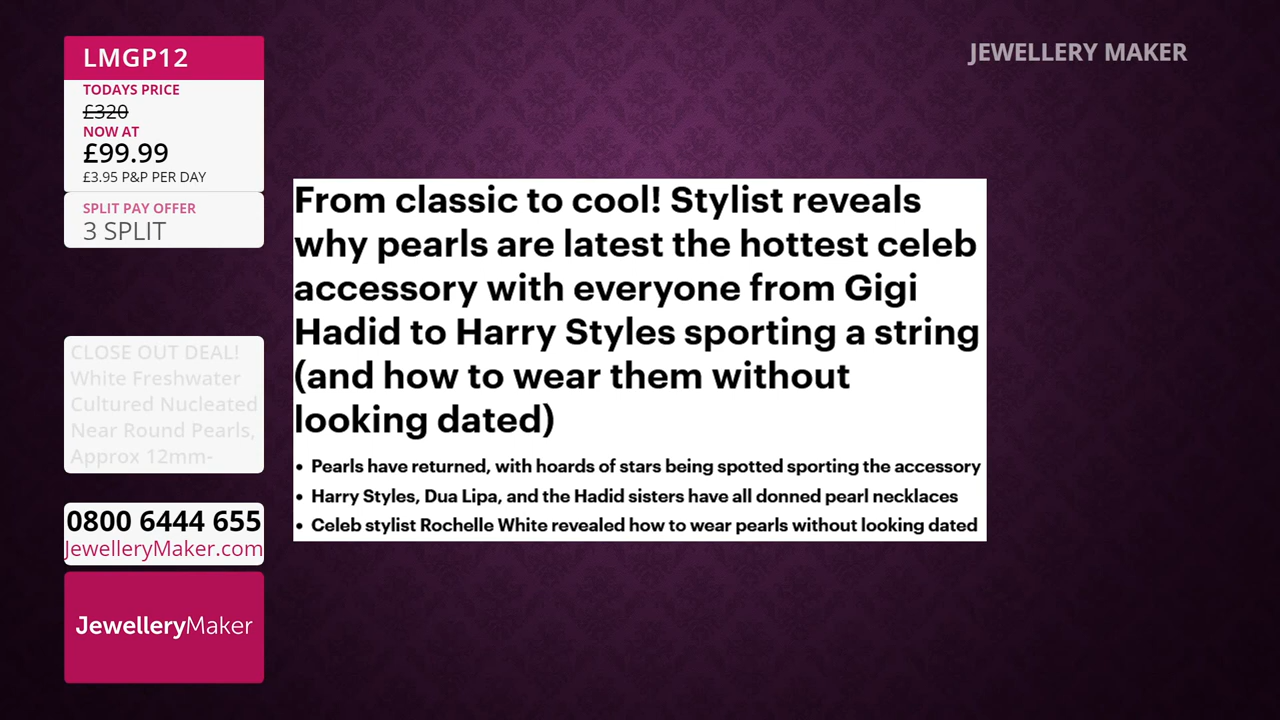 LMGP12
TODAYS PRICE
£320
NOW AT
£99.99
£3.95 P&P PER DAY
SPLIT PAY OFFER
3 SPLIT
CLOSE OUT DEAL!
White Freshwater
Cultured Nucleated
Near Round Pearls,
Approx 12mm-
0800 6444 655
JewelleryMaker.com
JewelleryMaker
JEWELLERY MAKER
From classic to cool! Stylist reveals
why pearls are latest the hottest celeb
accessory with everyone from Gigi
Hadid to Harry Styles sporting a string
(and how to wear them without
looking dated)
• Pearls have returned, with hoards of stars being spotted sporting the accessory
• Harry Styles, Dua Lipa, and the Hadid sisters have all donned pearl necklaces
• Celeb stylist Rochelle White revealed how to wear pearls without looking dated